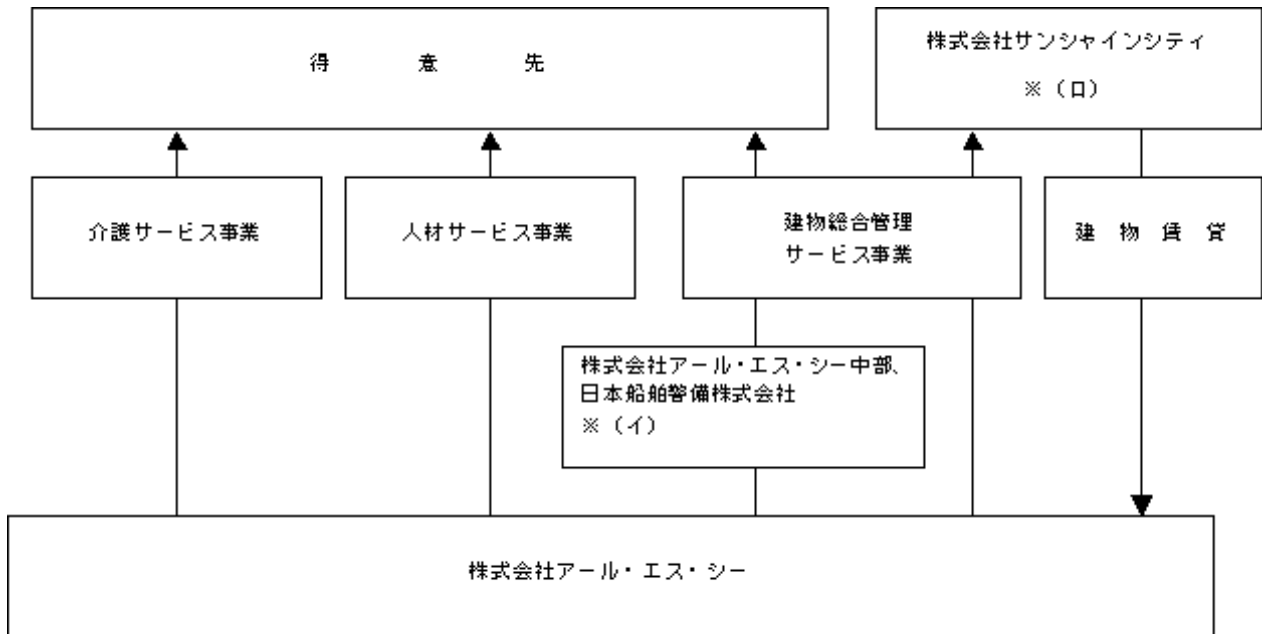 得意先
株式会社サンシャインシティ
※（ロ）
介護サービス事業
人材サービス事業
建物総合管理
サービス事業
建物賃貸
株式会社アール・エス・シー中部、
日本船舶警備株式会社
※（イ）
株式会社アール・エス・シー